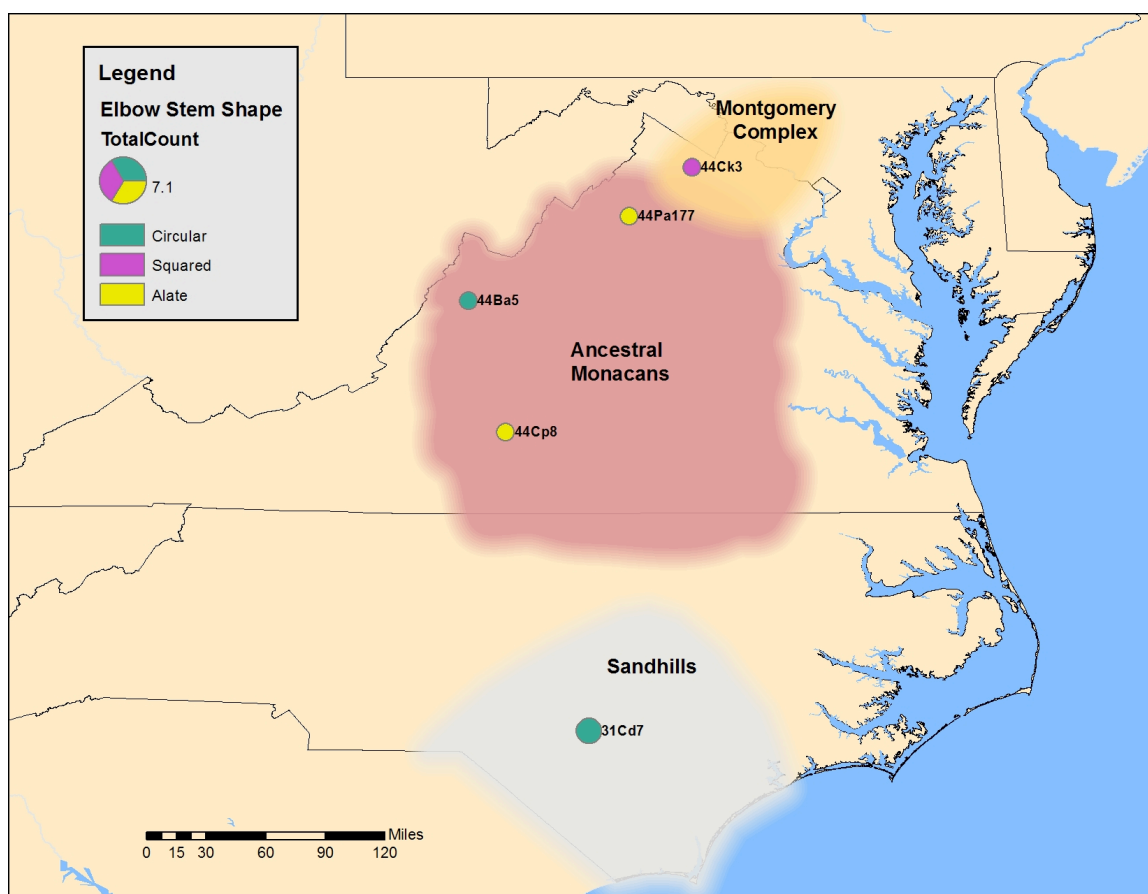 Legend
Elbow Stem Shape
TotalCount
7.1
Circular
Squared
Alate
Montgomery
Complex
44Ck3
44Pa177
44Ba5
Ancestral
Monacans
44Cp8
Sandhills
31Cd7
Miles
0 15 30 60 90 120